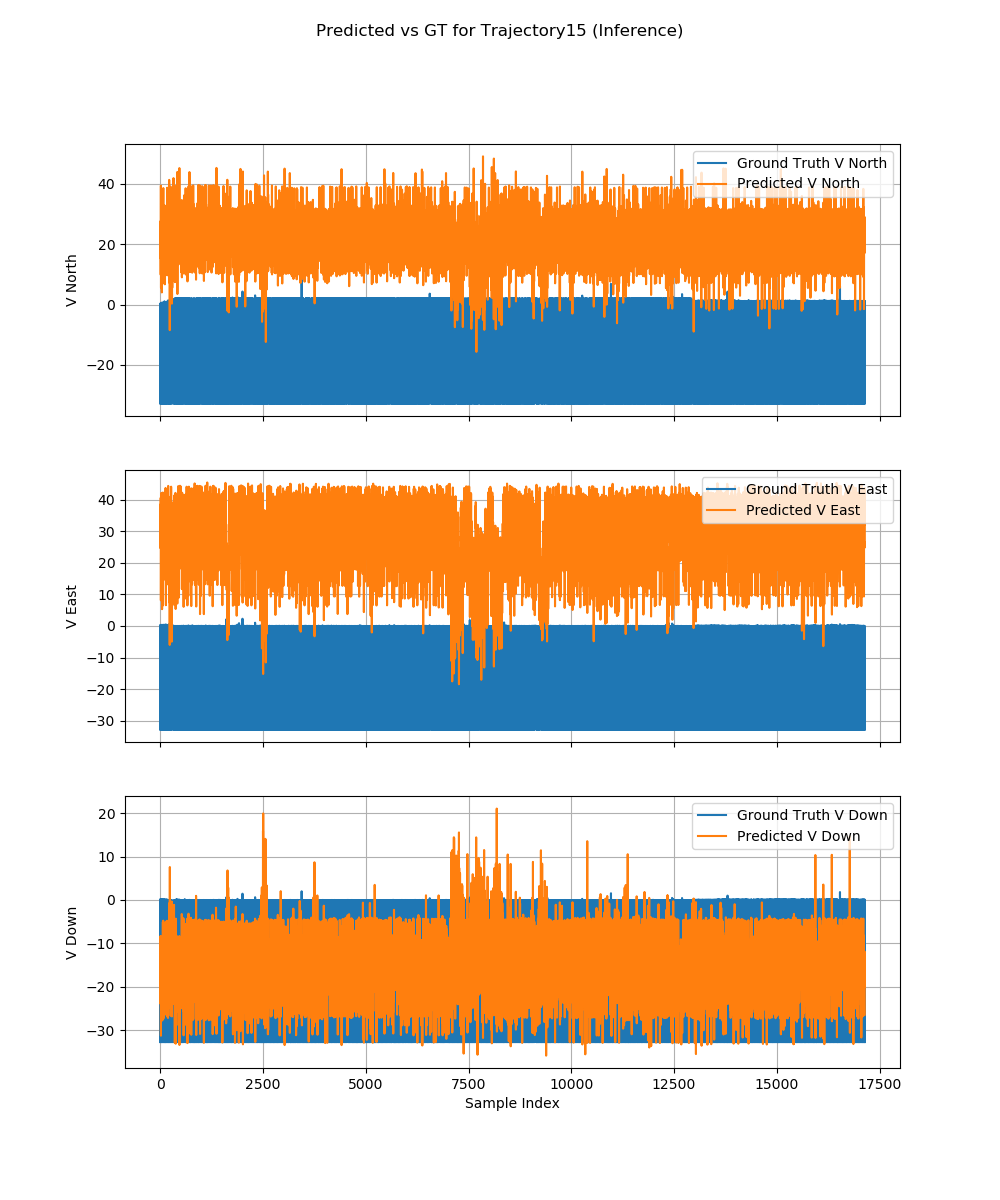 Predicted vs GT for Trajectory15 (Inference)
Ground Truth V North
Predicted V North
V North
40
20
0
−20
Ground Truth V East
Predicted V East
V East
40
30
20
10
0
−10
−20
−30
Ground Truth V Down
Predicted V Down
V Down
20
10
0
−10
−20
−30
0 2500 5000 7500 10000 12500 15000 17500
Sample Index